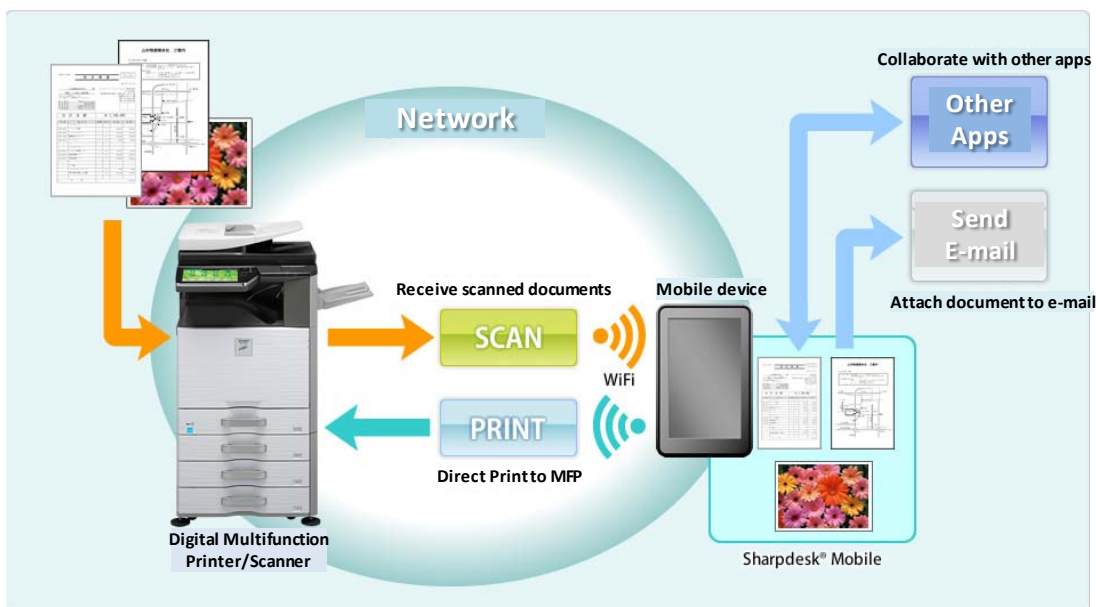 Collaborate with other apps
Other
Apps
Network
Send
E-mail
Attach document to e-mail
Receive scanned documents
Mobile device
SCAN
WiFi
PRINT
Direct Print to MFP
Digital Multifunction
Printer/Scanner
Sharpdesk® Mobile